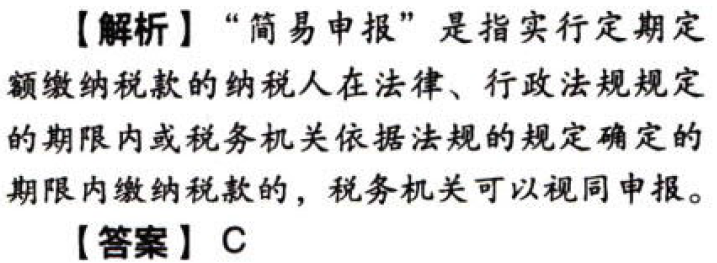 【解析】“简易申报”是指实行定期定
额缴纳税款的纳税人在法律、行政法规规定
的期限内或税务机关依据法规的规定确定的
期限内缴纳税款的，税务机关可以视同申报。
【答案】 C